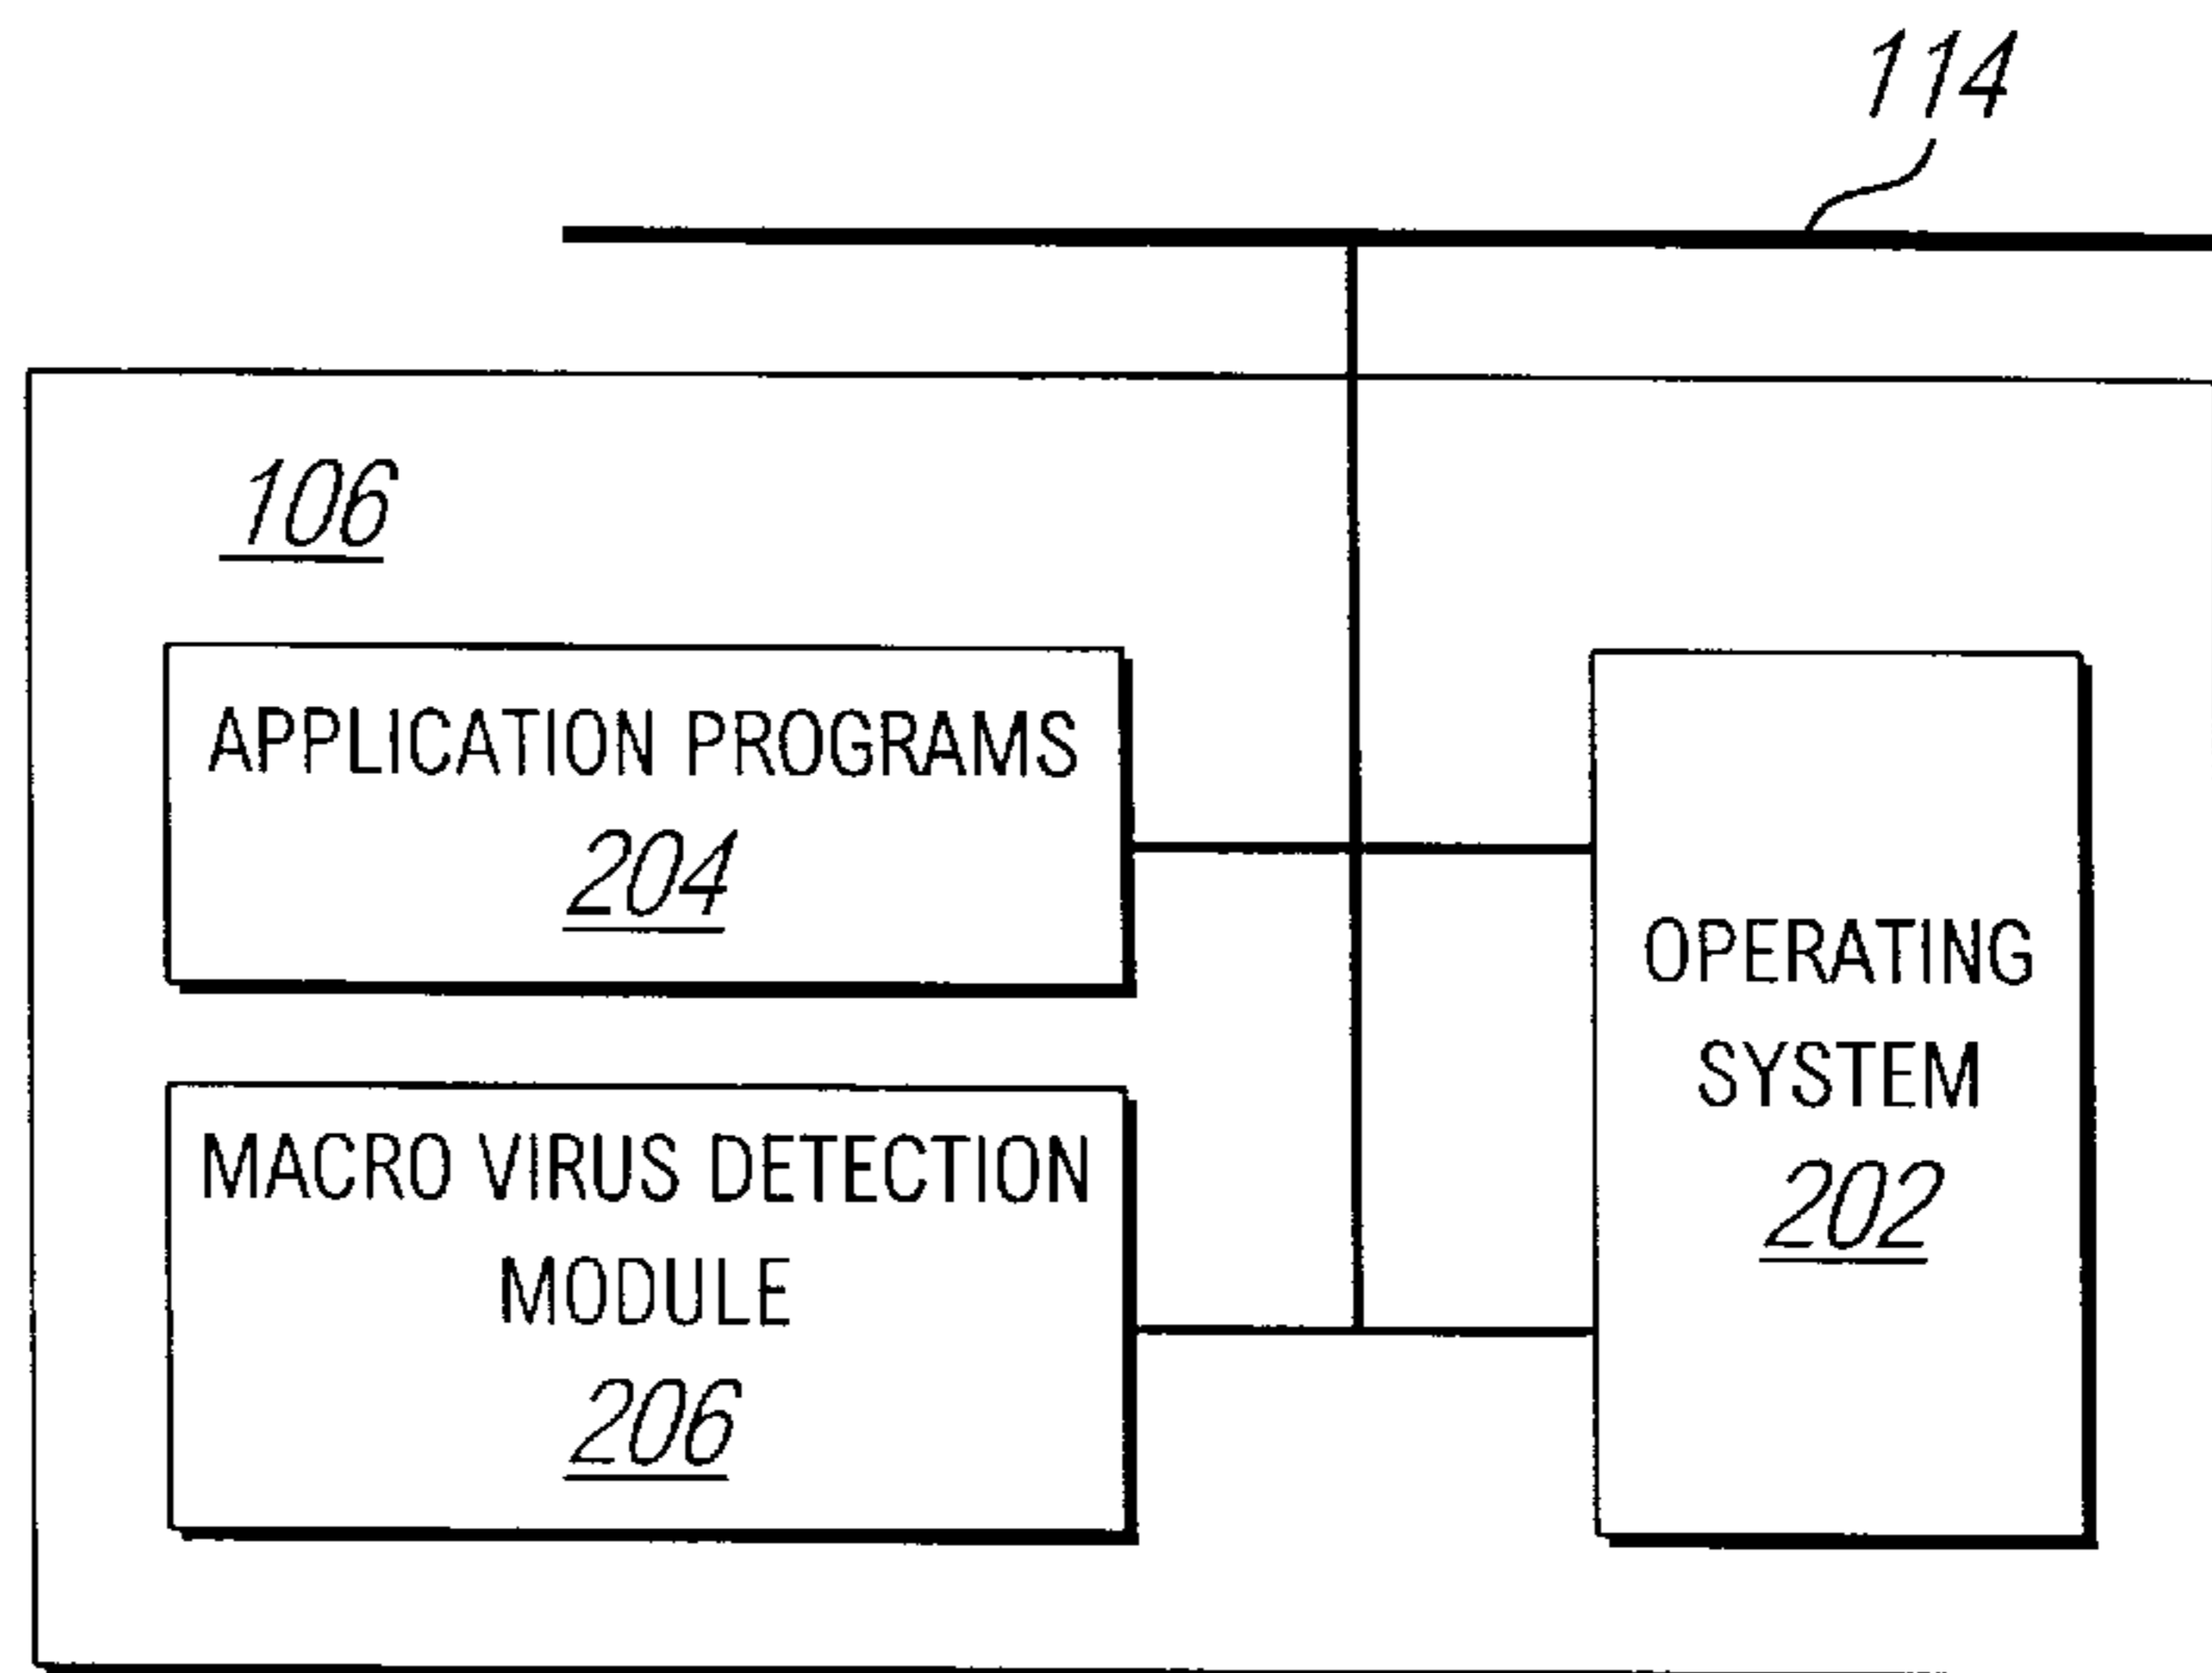 114
106
APPLICATION PROGRAMS
204
MACRO VIRUS DETECTION
MODULE
206
OPERATING
SYSTEM
202